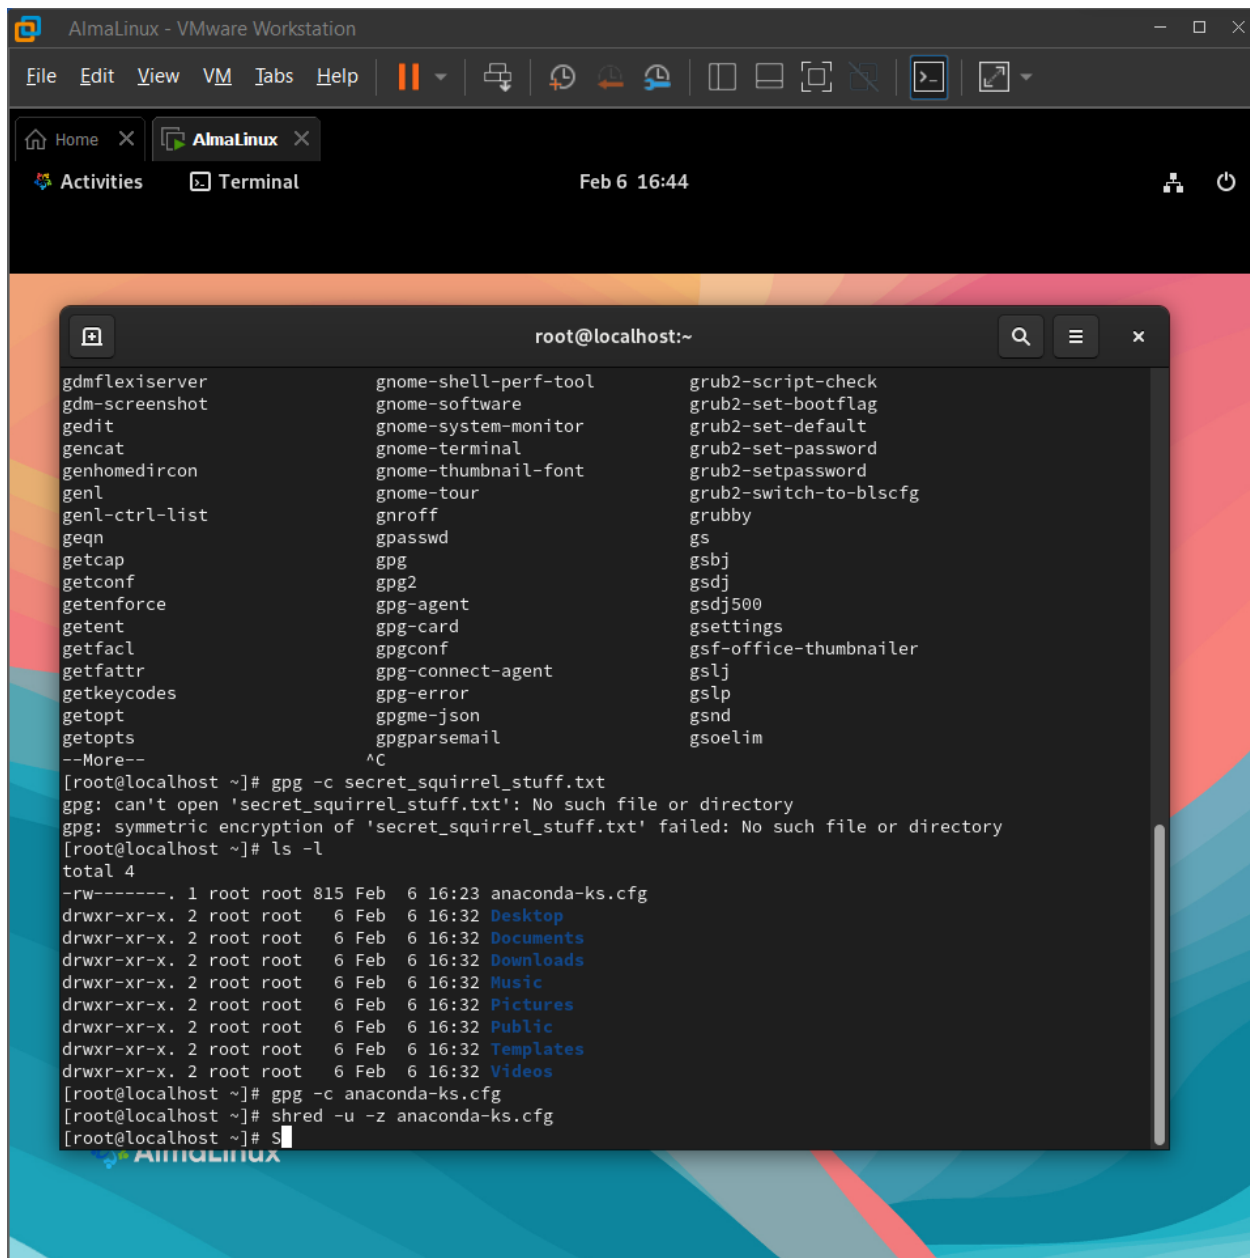 AlmaLinux - VMware Workstation
File Edit View VM Tabs Help
Home AlmaLinux
Activities Terminal Feb 6 16:44
root@localhost:~
gdmflexiserver gnome-shell-perf-tool grub2-script-check
gdm-screenshot gnome-software grub2-set-bootflag
gedit gnome-system-monitor grub2-set-default
gencat gnome-terminal grub2-set-password
genhomedircon gnome-thumbnail-font grub2-setpassword
genl gnome-tour grub2-switch-to-blscfg
genl-ctrl-list gnroff grubby
geqn gpasswd gs
getcap gpg gsbj
getconf gpg2 gsdj
getenforce gpg-agent gsdj500
getent gpg-card gsettings
getfacl gpgconf gsf-office-thumbnailer
getfattr gpg-connect-agent gslj
getkeycodes gpg-error gslp
getopt gpgme-json gsnd
getopts gpgparsemail gsoelim
--More-- ^C
[root@localhost ~]# gpg -c secret_squirrel_stuff.txt
gpg: can't open 'secret_squirrel_stuff.txt': No such file or directory
gpg: symmetric encryption of 'secret_squirrel_stuff.txt' failed: No such file or directory
[root@localhost ~]# ls -l
total 4
-rw-------. 1 root root 815 Feb  6 16:23 anaconda-ks.cfg
drwxr-xr-x. 2 root root   6 Feb  6 16:32 Desktop
drwxr-xr-x. 2 root root   6 Feb  6 16:32 Documents
drwxr-xr-x. 2 root root   6 Feb  6 16:32 Downloads
drwxr-xr-x. 2 root root   6 Feb  6 16:32 Music
drwxr-xr-x. 2 root root   6 Feb  6 16:32 Pictures
drwxr-xr-x. 2 root root   6 Feb  6 16:32 Public
drwxr-xr-x. 2 root root   6 Feb  6 16:32 Templates
drwxr-xr-x. 2 root root   6 Feb  6 16:32 Videos
[root@localhost ~]# gpg -c anaconda-ks.cfg
[root@localhost ~]# shred -u -z anaconda-ks.cfg
[root@localhost ~]# S
AlmaLinux